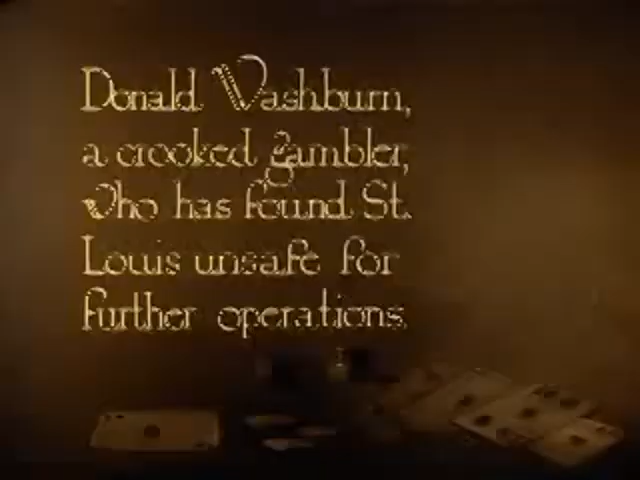 Donald Washburn,
a crooked gambler,
who has found St.
Louis unsafe for
further operations.